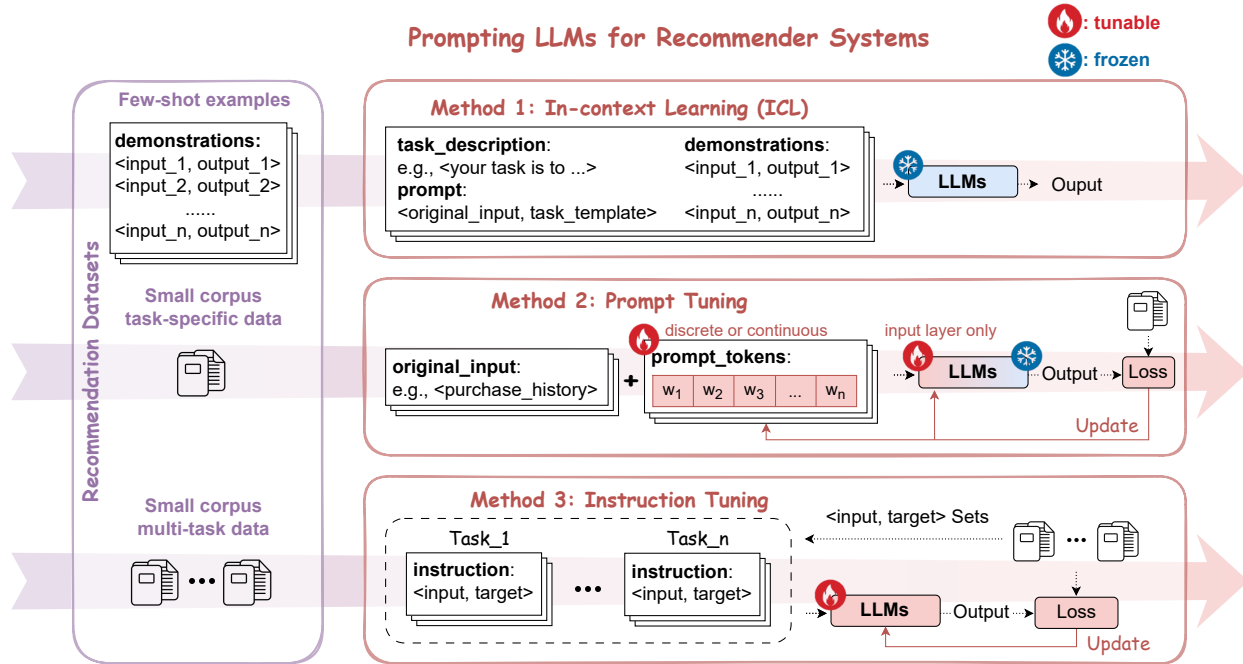 Prompting LLMs for Recommender Systems
: tunable
: frozen
Recommendation Datasets
Few-shot examples
demonstrations:
<input_1, output_1>
<input_2, output_2>
......
<input_n, output_n>
Small corpus
task-specific data
Small corpus
multi-task data
Method 1: In-context Learning (ICL)
task_description:
e.g., <your task is to ...>
prompt:
<original_input, task_template>
demonstrations:
<input_1, output_1>
......
<input_n, output_n>
LLMs
Ouput
Method 2: Prompt Tuning
original_input:
e.g., <purchase_history>
+
discrete or continuous
prompt_tokens:
w1 w2 w3 ... wn
input layer only
LLMs
Output
Loss
Update
Method 3: Instruction Tuning
Task_1
instruction:
<input, target>
...
Task_n
instruction:
<input, target>
<input, target> Sets
...
LLMs
Output
Loss
Update